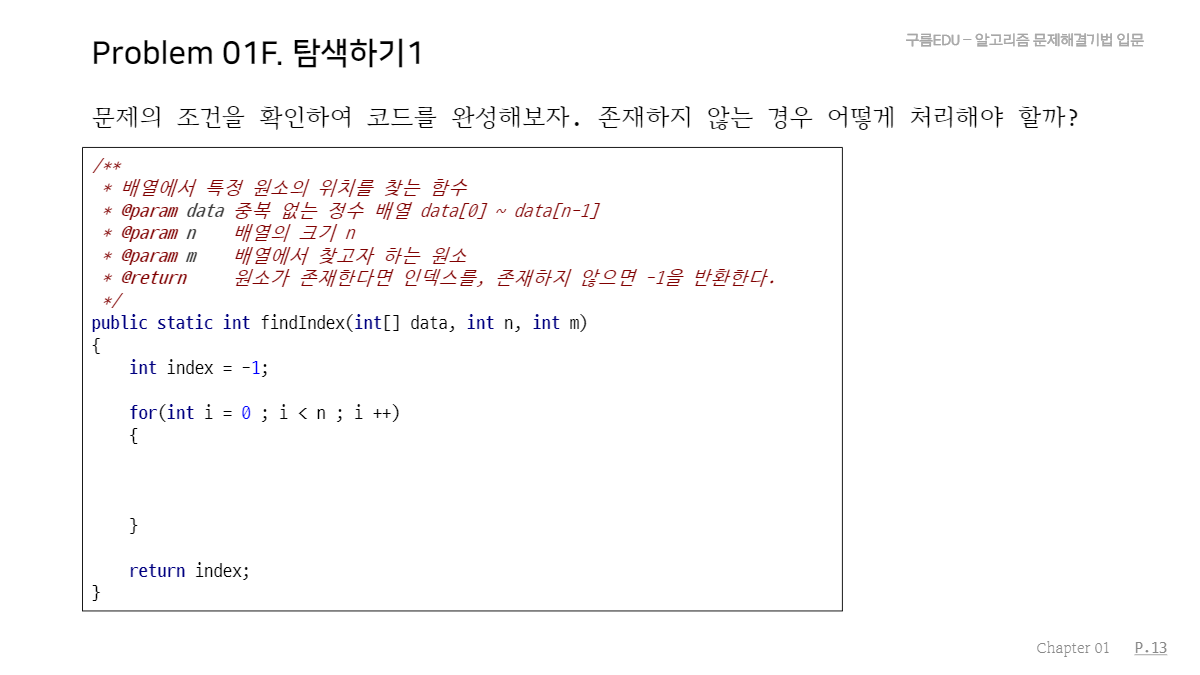 Problem 01F. 탐색하기1
구름EDU – 알고리즘 문제해결기법 입문
문제의 조건을 확인하여 코드를 완성해보자. 존재하지 않는 경우 어떻게 처리해야 할까?
/**
 * 배열에서 특정 원소의 위치를 찾는 함수
 * @param data 중복 없는 정수 배열 data[0] ~ data[n-1]
 * @param n    배열의 크기 n
 * @param m    배열에서 찾고자 하는 원소
 * @return     원소가 존재한다면 인덱스를, 존재하지 않으면 -1을 반환한다.
 */
public static int findIndex(int[] data, int n, int m)
{
    int index = -1;
    for(int i = 0 ; i < n ; i ++)
    {
    }
    return index;
}
Chapter 01 P.13